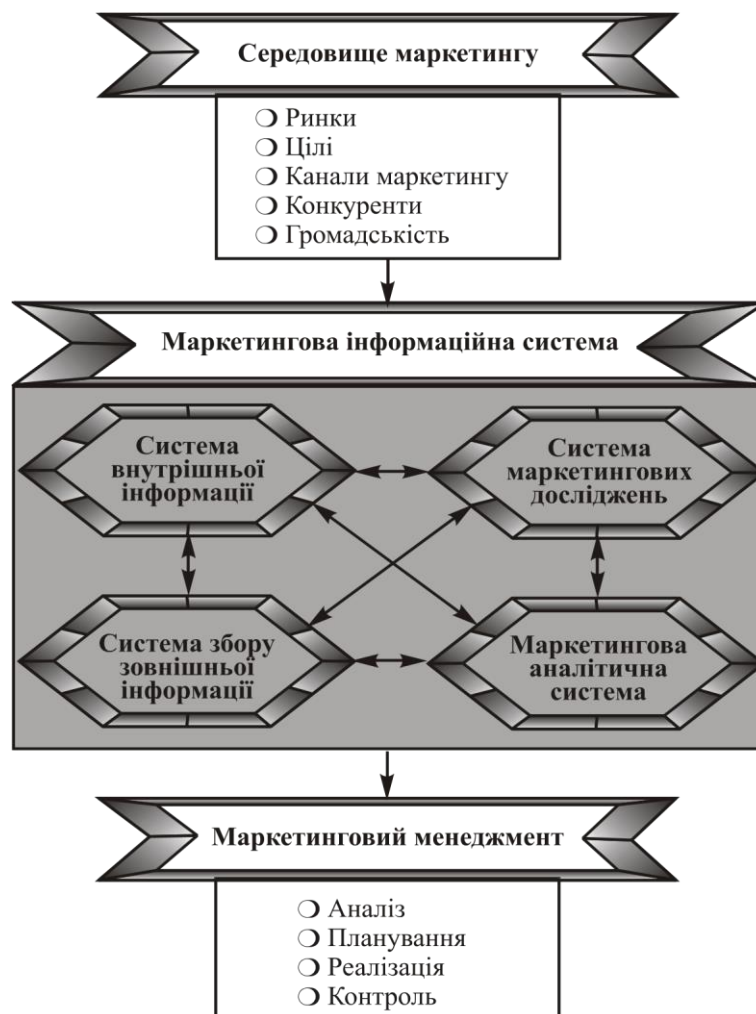 Середовище маркетингу
❍ Ринки
❍ Цілі
❍ Канали маркетингу
❍ Конкуренти
❍ Громадськість
Маркетингова інформаційна система
Система
внутрішньої
інформації
Система
маркетингових
досліджень
Система збору
зовнішньої
інформації
Маркетингова
аналітична
система
Маркетинговий менеджмент
❍ Аналіз
❍ Планування
❍ Реалізація
❍ Контроль